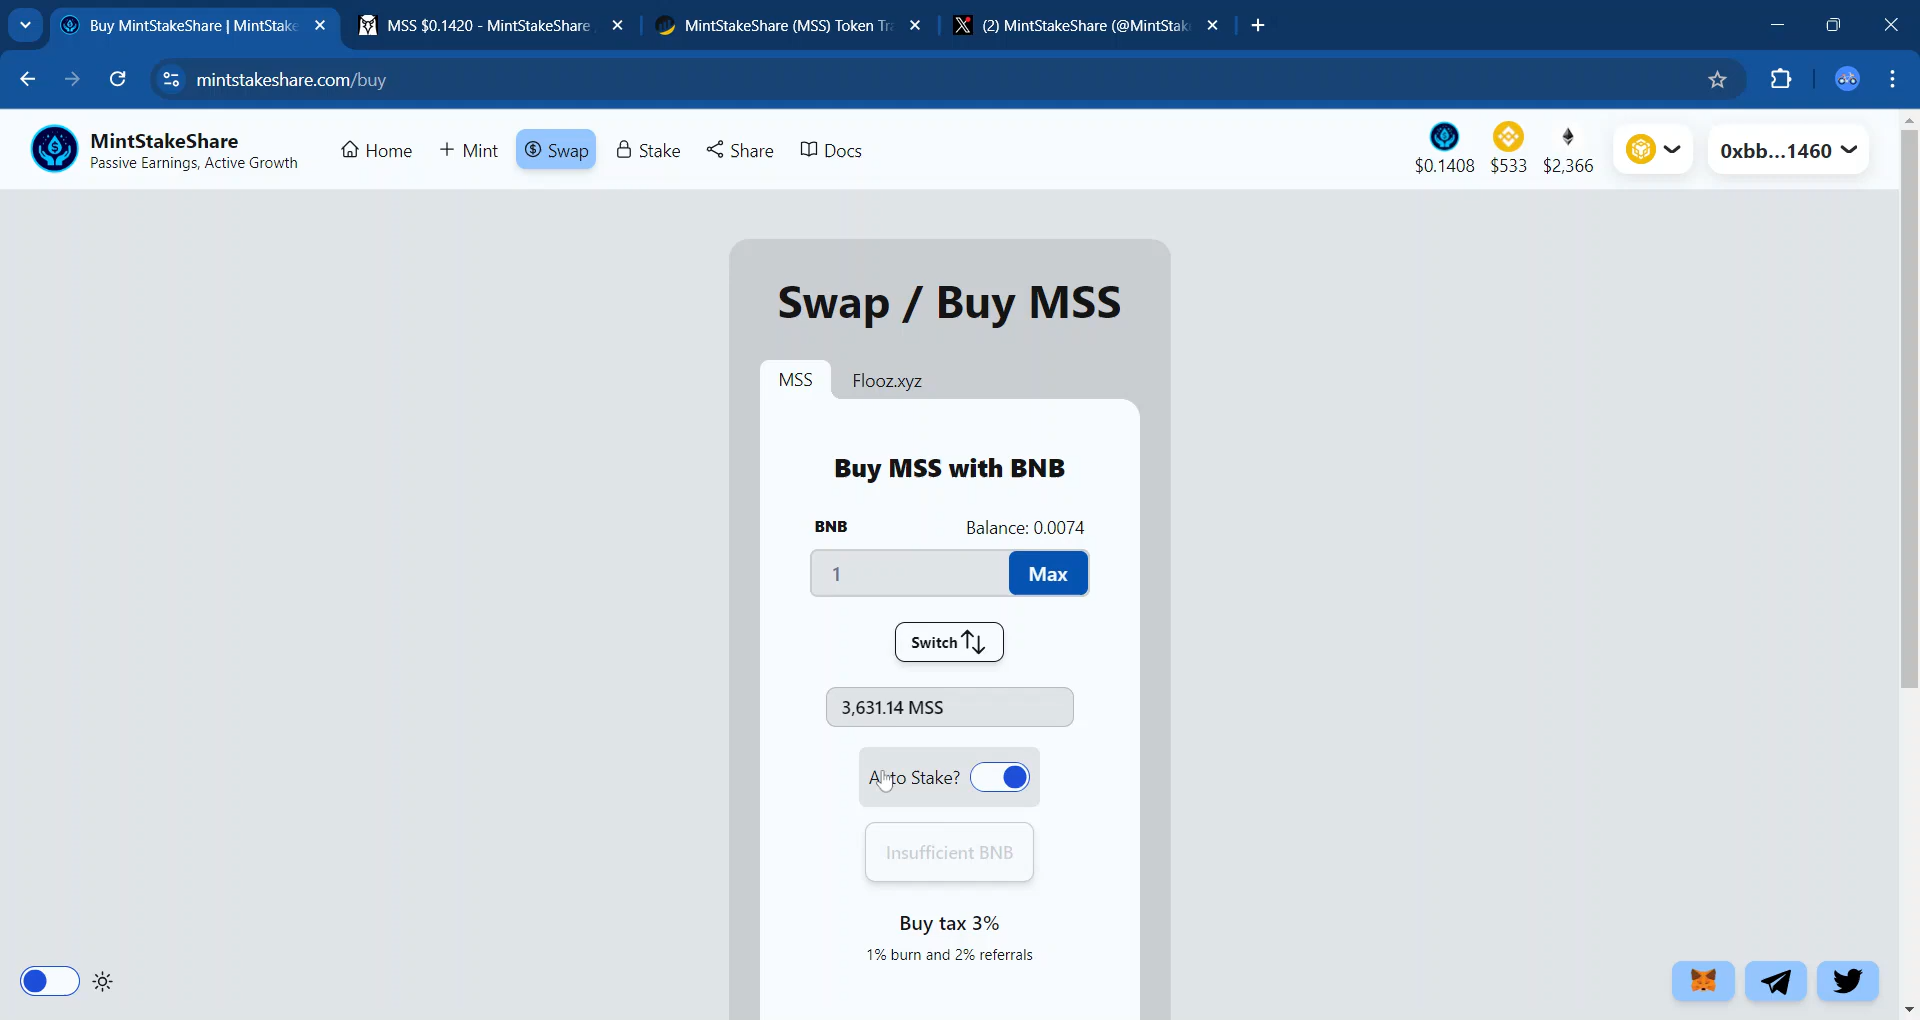 Buy MintStakeShare | MintStake
MSS $0.1420 - MintStakeShare
MintStakeShare (MSS) Token Tr
(2) MintStakeShare (@MintStak
mintstakeshare.com/buy
MintStakeShare
Passive Earnings, Active Growth
Home
Mint
Swap
Stake
Share
Docs
$0.1408
$533
$2,366
0xbb...1460
Swap / Buy MSS
MSS
Flooz.xyz
Buy MSS with BNB
BNB
Balance: 0.0074
1
Max
Switch
3,631.14 MSS
Auto Stake?
Insufficient BNB
Buy tax 3%
1% burn and 2% referrals